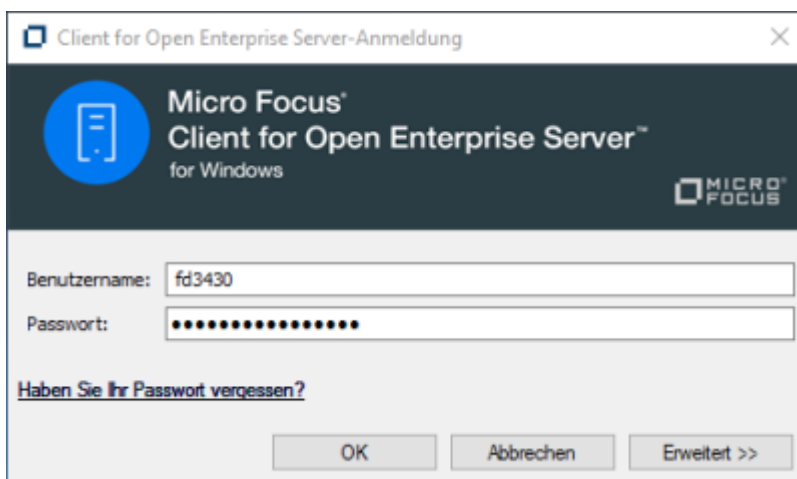 Client for Open Enterprise Server-Anmeldung
Micro Focus®
Client for Open Enterprise Server™
for Windows
MICRO®
FOCUS
Benutzername: fd3430
Passwort: ••••••••••••••••
Haben Sie Ihr Passwort vergessen?
OK Abbrechen Erweitert >>